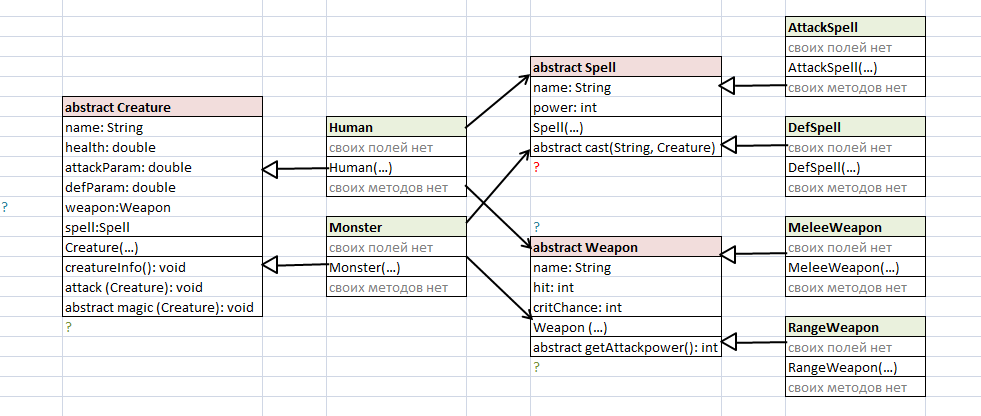 abstract Creature
name: String
health: double
attackParam: double
defParam: double
?
weapon:Weapon
spell:Spell
Creature(...)
creatureInfo(): void
attack (Creature): void
abstract magic (Creature): void
?
Human
своих полей нет
Human(...)
своих методов нет
Monster
своих полей нет
Monster(...)
своих методов нет
abstract Spell
name: String
power: int
Spell(...)
abstract cast(String, Creature)
?
?
abstract Weapon
name: String
hit: int
critChance: int
Weapon (...)
abstract getAttackpower(): int
?
AttackSpell
своих полей нет
AttackSpell(...)
своих методов нет
DefSpell
своих полей нет
DefSpell(...)
своих методов нет
MeleeWeapon
своих полей нет
MeleeWeapon(...)
своих методов нет
RangeWeapon
своих полей нет
RangeWeapon(...)
своих методов нет